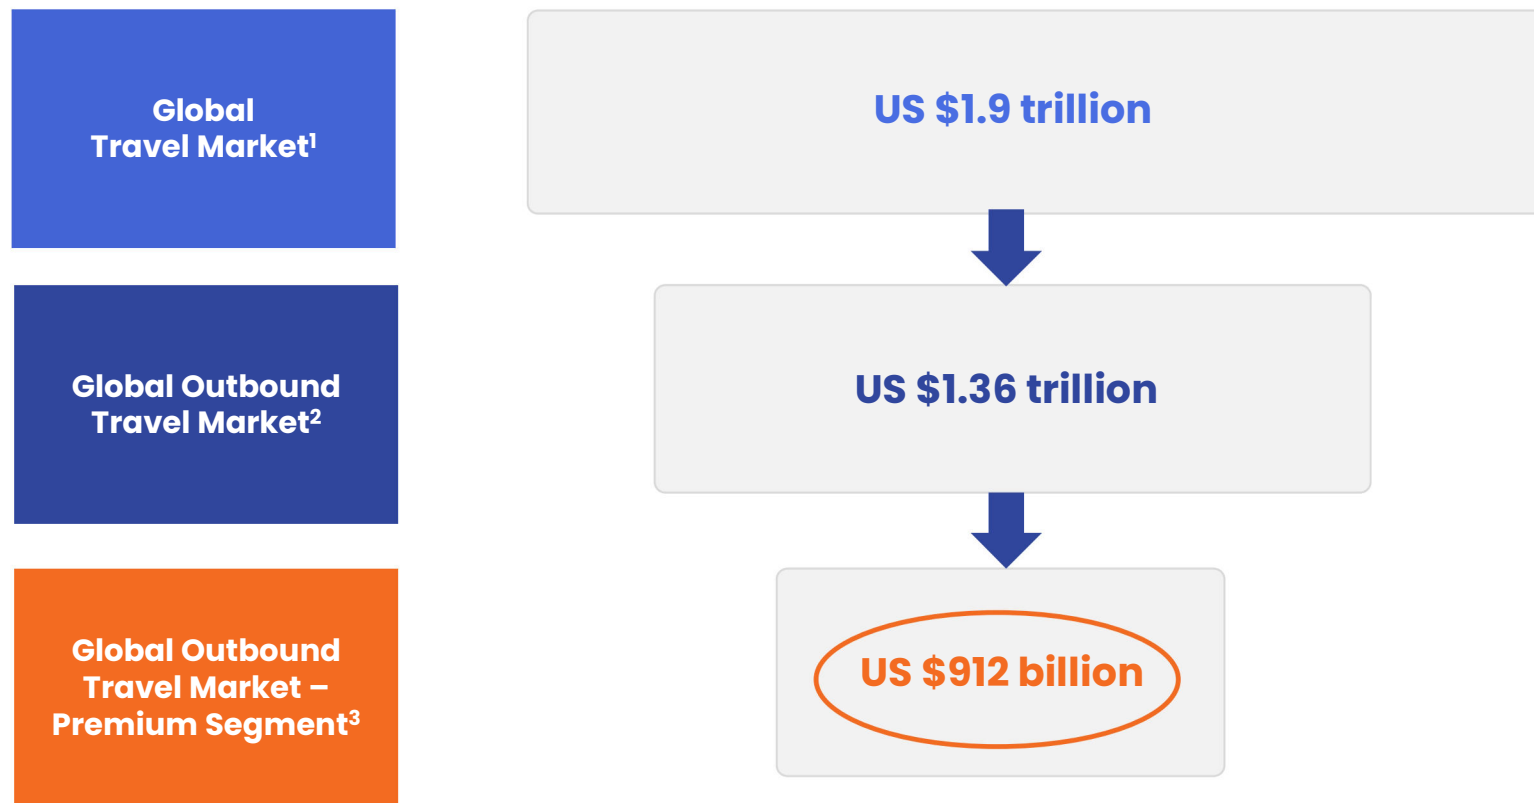 Global
Travel Market¹
US $1.9 trillion
Global Outbound
Travel Market²
US $1.36 trillion
Global Outbound
Travel Market –
Premium Segment³
US $912 billion